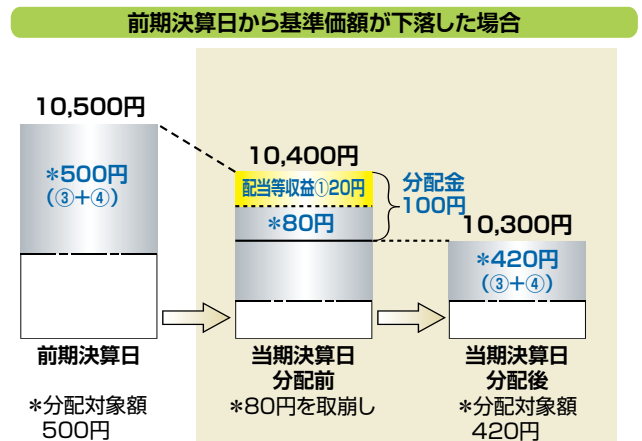 前期決算日から基準価額が下落した場合
10,500円
*500円
(③+④)
10,400円
配当等収益①20円
*80円
分配金
100円
10,300円
*420円
(③+④)
前期決算日
当期決算日
分配前
当期決算日
分配後
*分配対象額
500円
*80円を取崩し
*分配対象額
420円